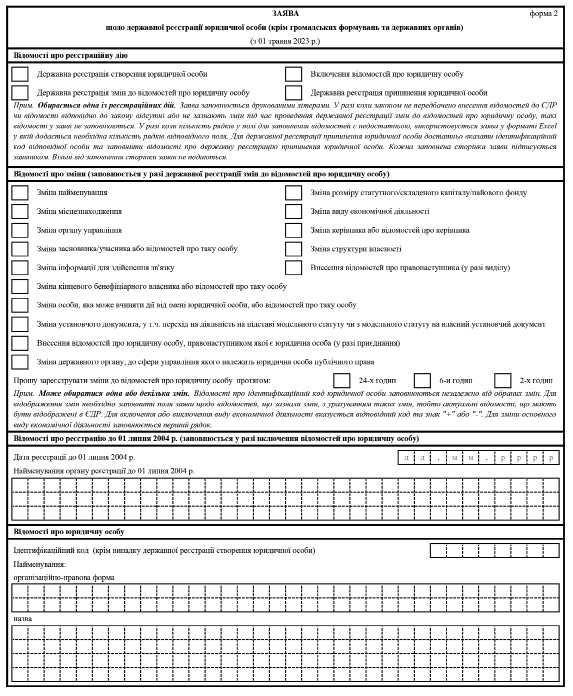 ЗАЯВА форма 2
щодо державної реєстрації юридичної особи (крім громадських формувань та державних органів)
(з 01 травня 2023 р.)
Відомості про реєстраційну дію
Державна реєстрація створення юридичної особи Включення відомостей про юридичну особу
Державна реєстрація змін до відомостей про юридичну особу Державна реєстрація припинення юридичної особи
Прим. Обирається одна із реєстраційних дій. Заява заповнюється друкованими літерами. У разі коли законом не передбачено внесення відомостей до ЄДР
чи відомості відповідно до закону відсутні або не зазнають змін під час проведення державної реєстрації змін до відомостей про юридичну особу, такі
відомості у заяві не заповнюються. У разі коли кількість рядків у полі для заповнення відомостей є недостатньою, використовується заява у форматі Excel
у якій додається необхідна кількість рядків відповідного поля. Для державної реєстрації припинення юридичної особи достатньо вказати ідентифікаційний
код відповідної особи та заповнити відомості про державну реєстрацію припинення юридичної особи. Кожна заповнена сторінка заяви підписується
заявником. Вільні від заповнення сторінки заяви не подаються.
Відомості про зміни (заповнюється у разі державної реєстрації змін до відомостей про юридичну особу)
Зміна найменування Зміна розміру статутного/складеного капіталу/пайового фонду
Зміна місцезнаходження Зміна виду економічної діяльності
Зміна органу управління Зміна керівника або відомостей про керівника
Зміна засновника/учасника або відомостей про таку особу Зміна структури власності
Зміна інформації для здійснення зв'язку Внесення відомостей про правонаступника (у разі виділу)
Зміна кінцевого бенефіціарного власника або відомостей про таку особу
Зміна особи, яка може вчиняти дії від імені юридичної особи, або відомостей про таку особу
Зміна установчого документа, у т.ч. перехід на діяльність на підставі модельного статуту чи з модельного статуту на власний установчий документ
Внесення відомостей про юридичну особу, правонаступником якої є юридична особа (у разі приєднання)
Зміна державного органу, до сфери управління якого належить юридична особа публічного права
Прошу зареєструвати зміни до відомостей про юридичну особу протягом: 24-х годин 6-и годин 2-х годин
Прим. Може обиратися одна або декілька змін. Відомості про ідентифікаційний код юридичної особи заповнюються незалежно від обраних змін. Для
відображення змін необхідно заповнити поля заяви щодо відомостей, що зазнали змін, з урахуванням таких змін, тобто актуальні відомості, що мають
бути відображені в ЄДР. Для включення або виключення виду економічної діяльності вказується відповідний код та знак "+" або "-". Для зміни основного
виду економічної діяльності заповнюється перший рядок.
Відомості про реєстрацію до 01 липня 2004 р. (заповнюється у разі включення відомостей про юридичну особу)
Дата реєстрації до 01 липня 2004 р. д д . м м . р р р р
Найменування органу реєстрації до 01 липня 2004 р.
Відомості про юридичну особу
Ідентифікаційний код (крім випадку державної реєстрації створення юридичної особи)
Найменування:
організаційно-правова форма
назва